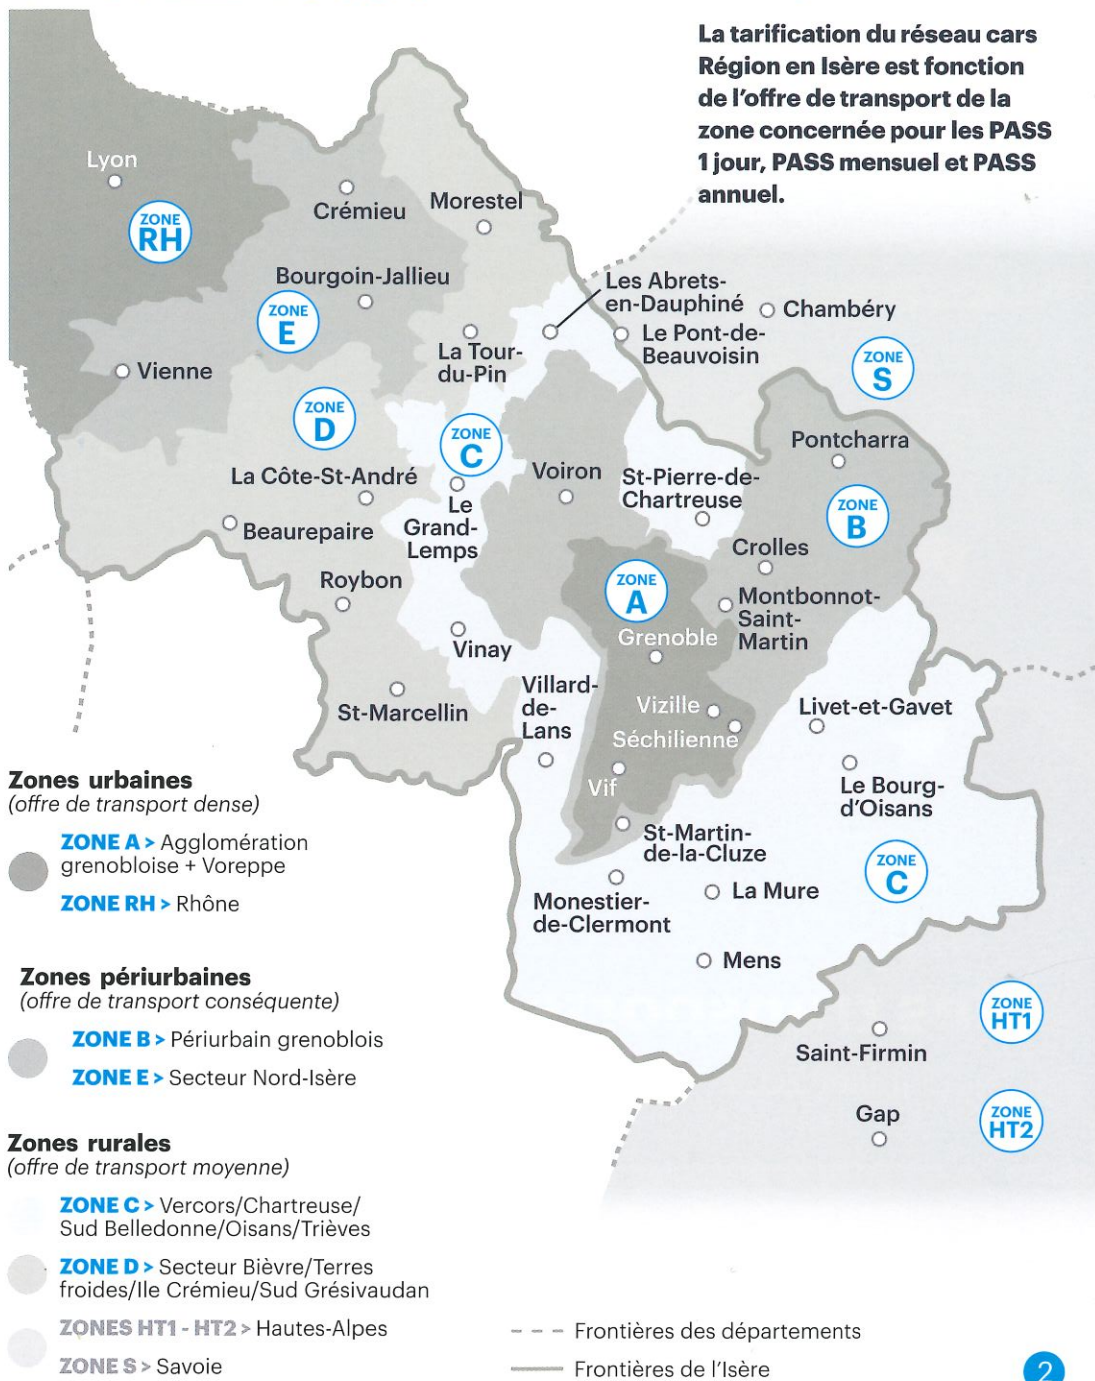 La tarification du réseau cars
Région en Isère est fonction
de l'offre de transport de la
zone concernée pour les PASS
1 jour, PASS mensuel et PASS
annuel.
Lyon
ZONE
RH
Crémieu
Morestel
Bourgoin-Jallieu
ZONE
E
Les Abrets-
en-Dauphiné
Chambéry
Le Pont-de-
Beauvoisin
La Tour-
du-Pin
Vienne
ZONE
S
ZONE
D
ZONE
C
Pontcharra
La Côte-St-André
Voiron
St-Pierre-de-
Chartreuse
ZONE
B
Le
Grand-
Lemps
Beaurepaire
Crolles
Roybon
ZONE
A
Montbonnot-
Saint-
Martin
Grenoble
Vinay
Villard-
de-
Lans
St-Marcellin
Vizille
Livet-et-Gavet
Séchilienne
Vif
Le Bourg-
d'Oisans
St-Martin-
de-la-Cluze
ZONE
C
Monestier-
de-Clermont
La Mure
Mens
ZONE
HT1
Saint-Firmin
Gap
ZONE
HT2
Zones urbaines
(offre de transport dense)
ZONE A > Agglomération
grenobloise + Voreppe
ZONE RH > Rhône
Zones périurbaines
(offre de transport conséquente)
ZONE B > Périurbain grenoblois
ZONE E > Secteur Nord-Isère
Zones rurales
(offre de transport moyenne)
ZONE C > Vercors/Chartreuse/
Sud Belledonne/Oisans/Trièves
ZONE D > Secteur Bièvre/Terres
froides/Ile Crémieu/Sud Grésivaudan
ZONES HT1 - HT2 > Hautes-Alpes
ZONE S > Savoie
Frontières des départements
Frontières de l'Isère
2